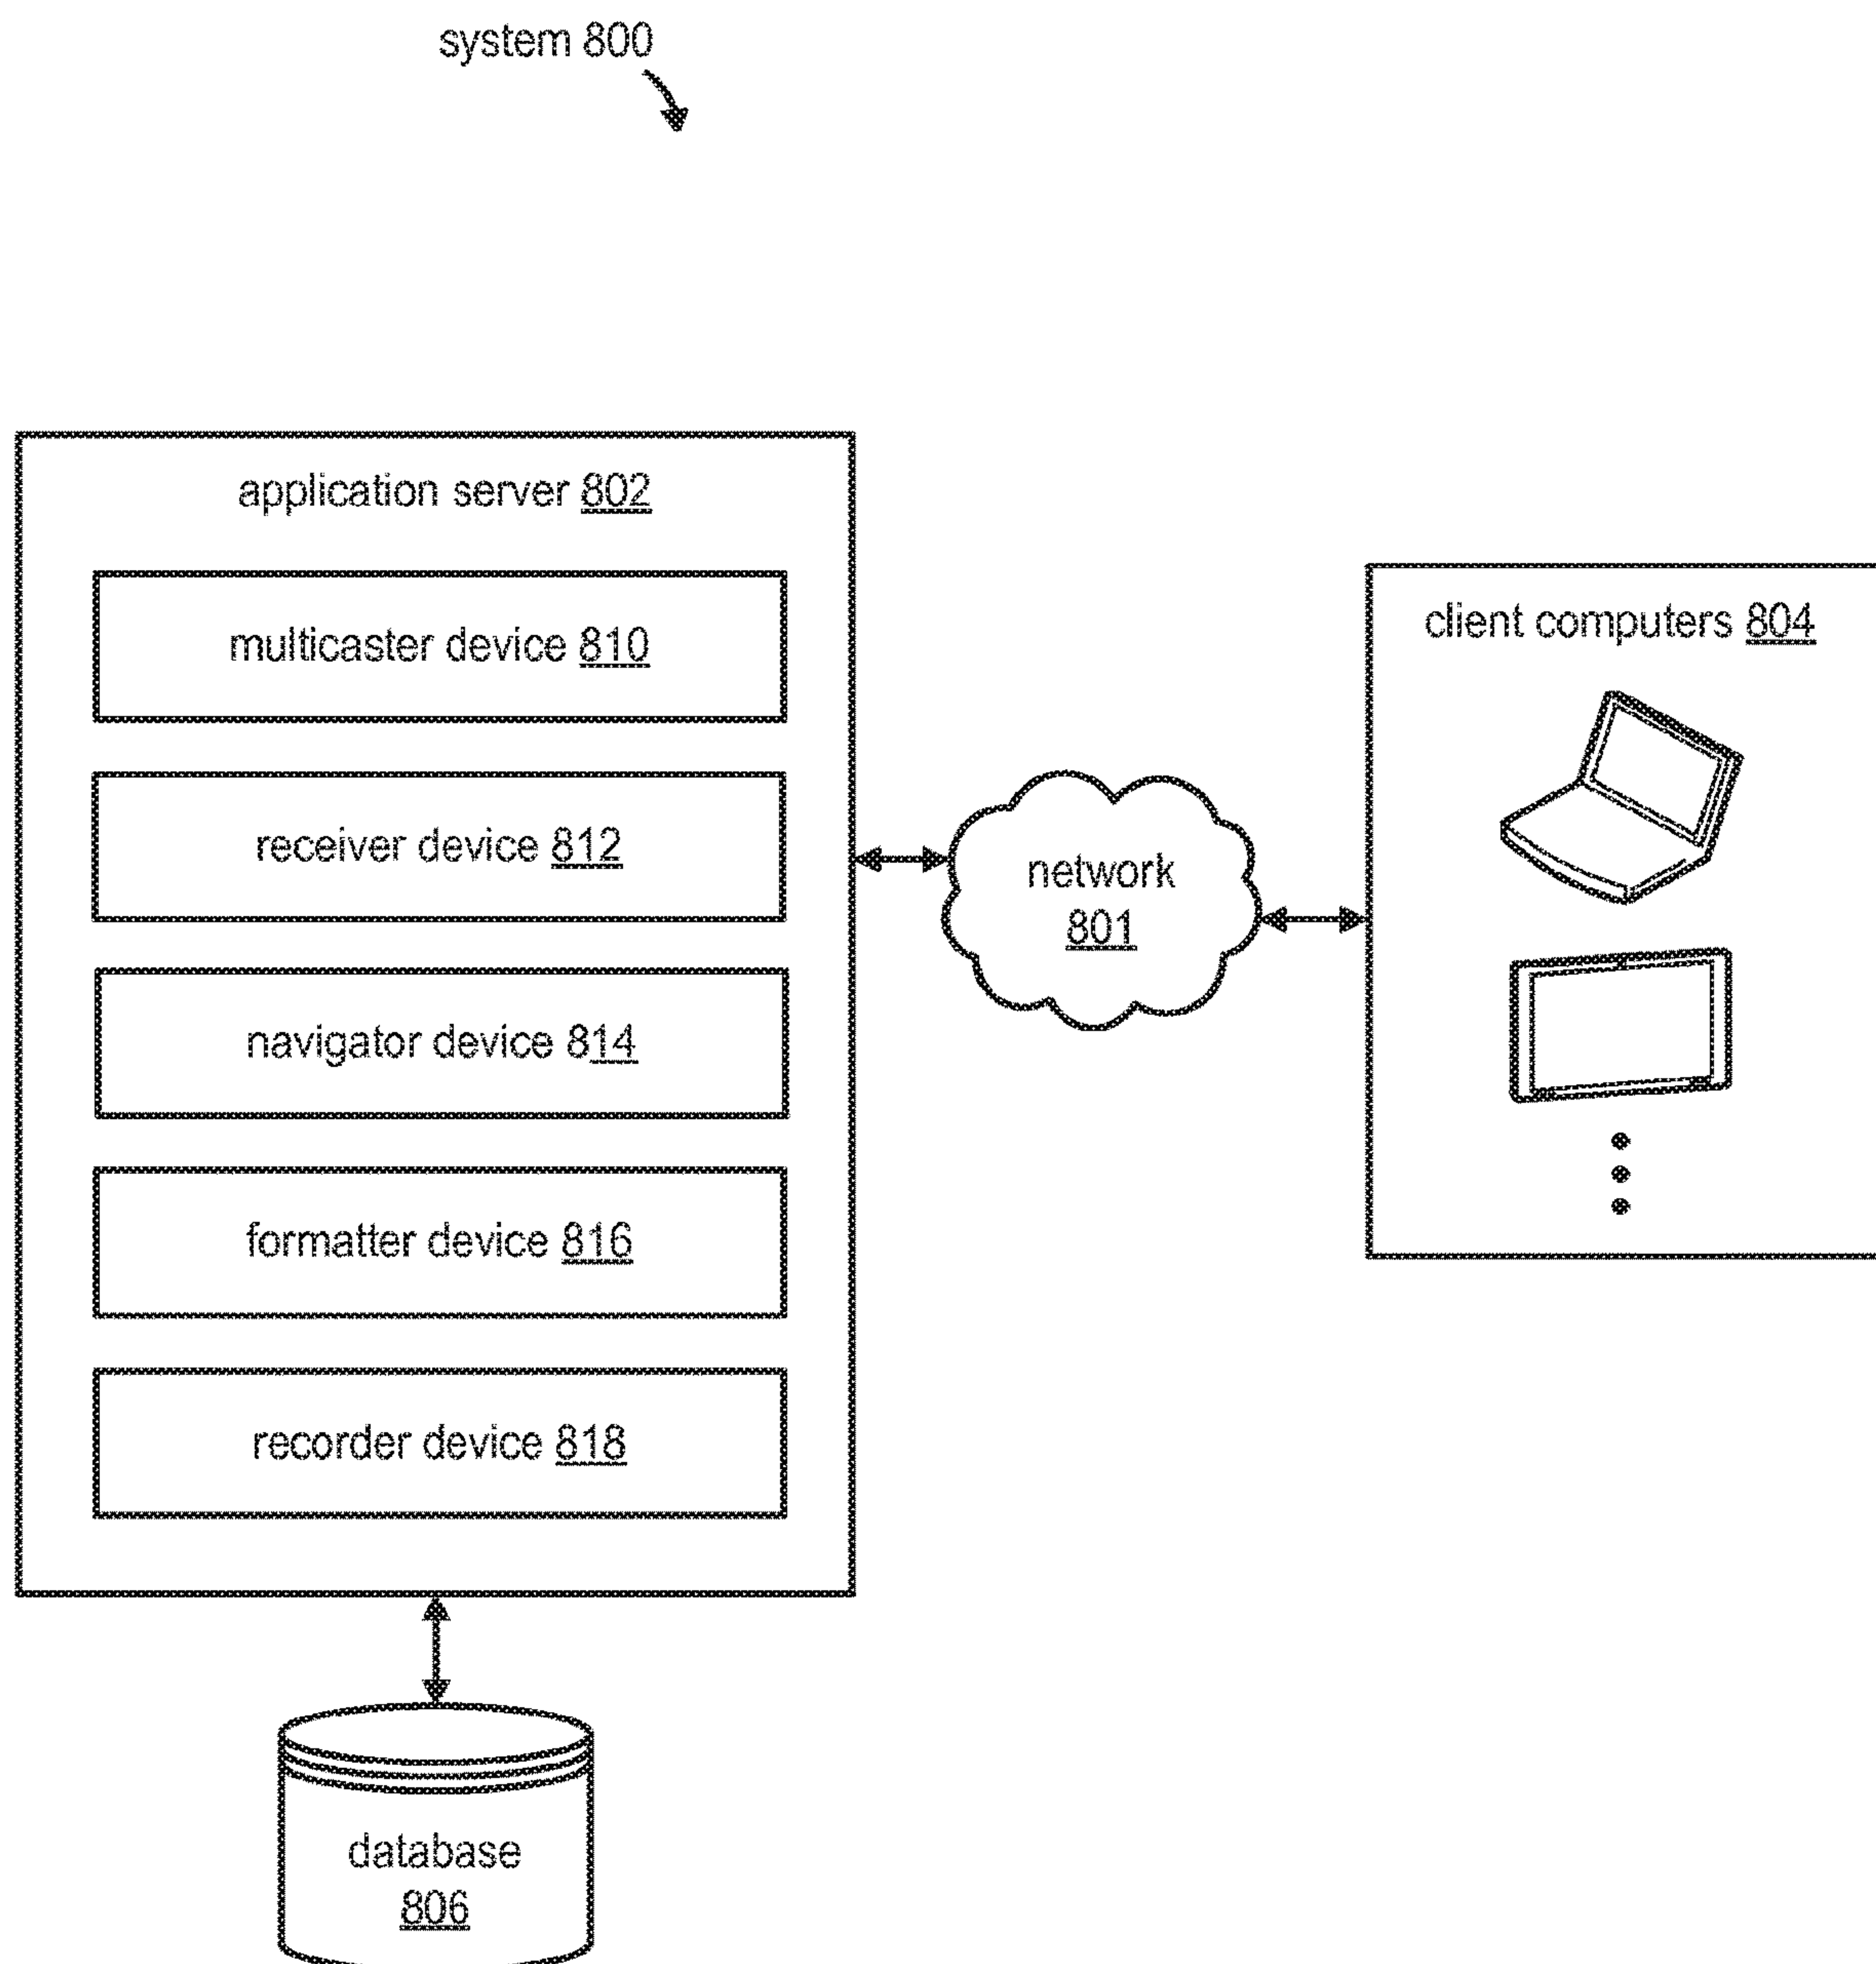 system 800
application server 802
multicaster device 810
receiver device 812
navigator device 814
formatter device 816
recorder device 818
network
801
client computers 804
database
806